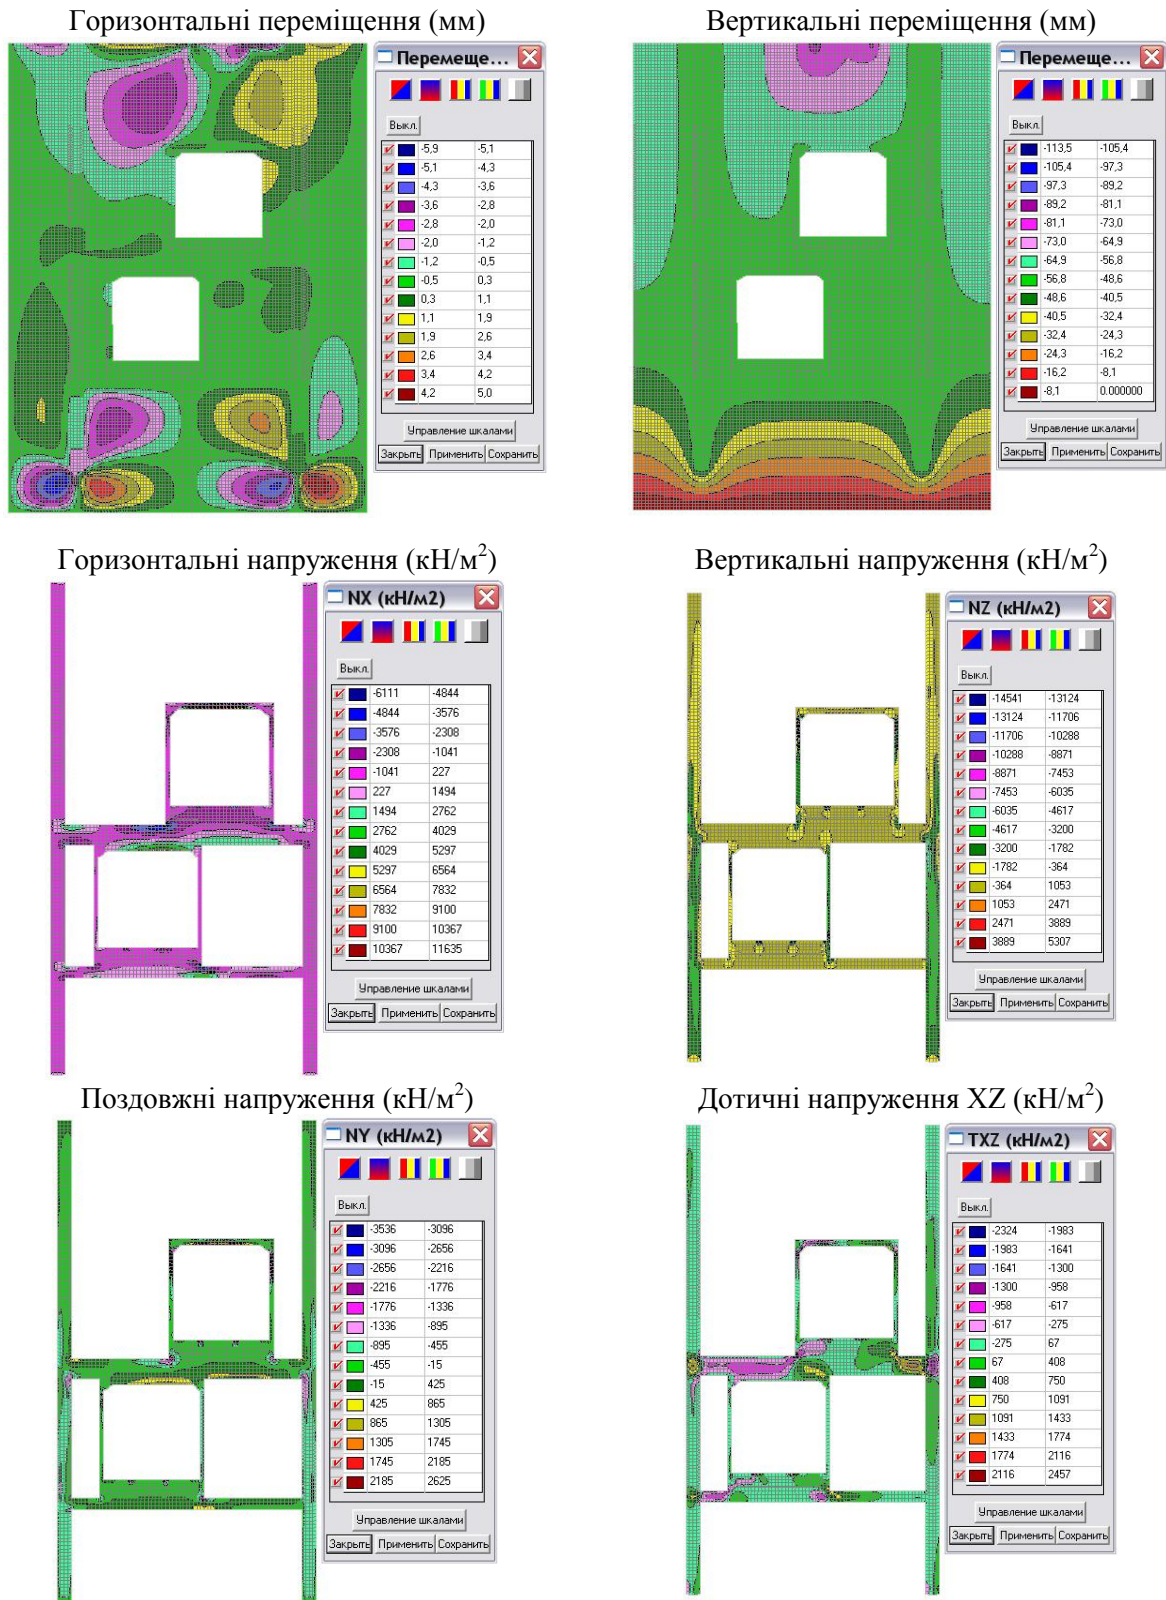 Горизонтальні переміщення (мм)
Перемеще...
Выкл.
-5,9 -5,1
-5,1 -4,3
-4,3 -3,6
-3,6 -2,8
-2,8 -2,0
-2,0 -1,2
-1,2 -0,5
-0,5 0,3
0,3 1,1
1,1 1,9
1,9 2,6
2,6 3,4
3,4 4,2
4,2 5,0
Управление шкалами
Закрыть Применить Сохранить
Вертикальні переміщення (мм)
Перемеще...
Выкл.
-113,5 -105,4
-105,4 -97,3
-97,3 -89,2
-89,2 -81,1
-81,1 -73,0
-73,0 -64,9
-64,9 -56,8
-56,8 -48,6
-48,6 -40,5
-40,5 -32,4
-32,4 -24,3
-24,3 -16,2
-16,2 -8,1
-8,1 0.000000
Управление шкалами
Закрыть Применить Сохранить
Горизонтальні напруження (кН/м²)
NX (кН/м2)
Выкл.
-6111 -4844
-4844 -3576
-3576 -2308
-2308 -1041
-1041 227
227 1494
1494 2762
2762 4029
4029 5297
5297 6564
6564 7832
7832 9100
9100 10367
10367 11635
Управление шкалами
Закрыть Применить Сохранить
Вертикальні напруження (кН/м²)
NZ (кН/м2)
Выкл.
-14541 -13124
-13124 -11706
-11706 -10288
-10288 -8871
-8871 -7453
-7453 -6035
-6035 -4617
-4617 -3200
-3200 -1782
-1782 -364
-364 1053
1053 2471
2471 3889
3889 5307
Управление шкалами
Закрыть Применить Сохранить
Поздовжні напруження (кН/м²)
NY (кН/м2)
Выкл.
-3536 -3096
-3096 -2656
-2656 -2216
-2216 -1776
-1776 -1336
-1336 -895
-895 -455
-455 -15
-15 425
425 865
865 1305
1305 1745
1745 2185
2185 2625
Управление шкалами
Закрыть Применить Сохранить
Дотичні напруження XZ (кН/м²)
TXZ (кН/м2)
Выкл.
-2324 -1983
-1983 -1641
-1641 -1300
-1300 -958
-958 -617
-617 -275
-275 67
67 408
408 750
750 1091
1091 1433
1433 1774
1774 2116
2116 2457
Управление шкалами
Закрыть Применить Сохранить